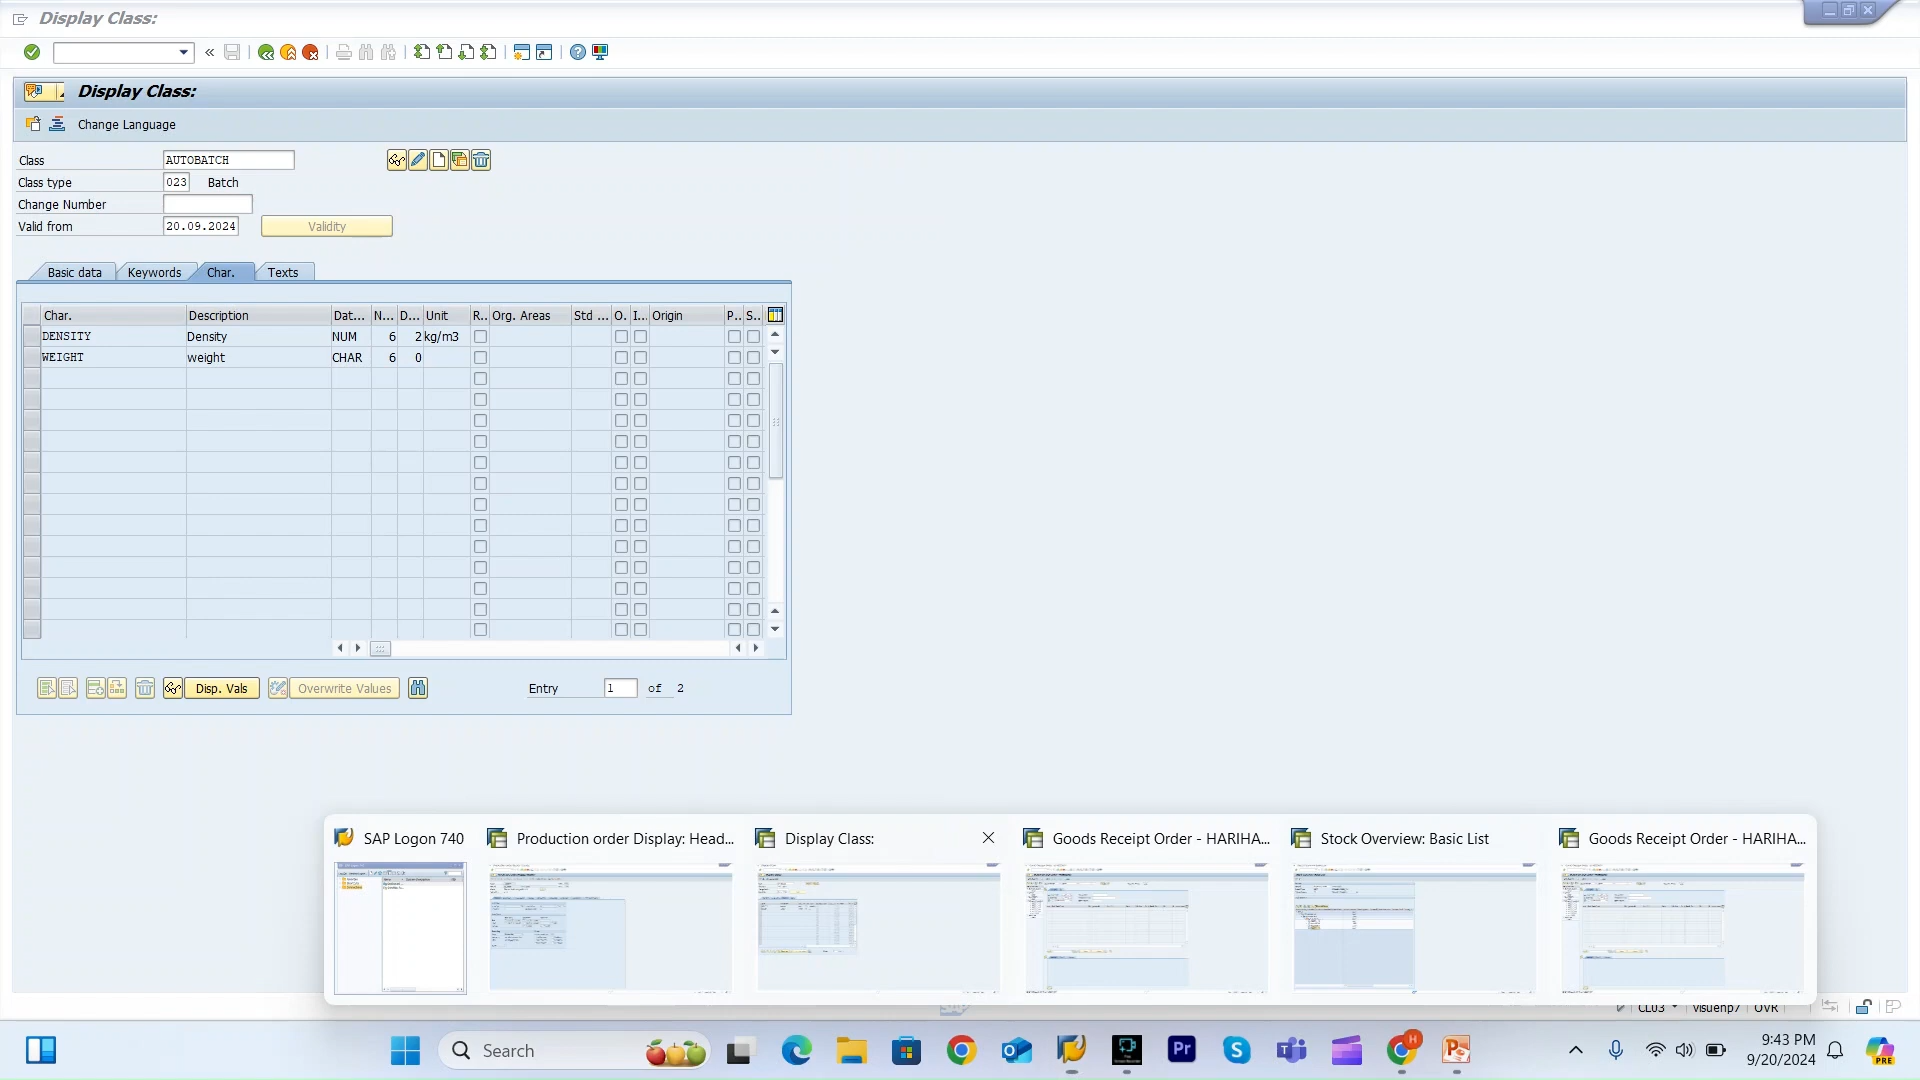 Display Class:
Display Class:
Change Language
Class AUTOBATCH
Class type 023 Batch
Change Number
Valid from 20.09.2024 Validity
Basic data Keywords Char. Texts
Char. Description Dat... N... D... Unit R.. Org. Areas Std ... O. I... Origin P.. S..
DENSITY Density NUM 6 2 kg/m3
WEIGHT weight CHAR 6 0
Disp. Vals Overwrite Values Entry 1 of 2
SAP Logon 740 Production order Display: Head... Display Class: Goods Receipt Order - HARIHA... Stock Overview: Basic List Goods Receipt Order - HARIHA...
CL03 visuehp7 OVR
Search
Pr
H
9:43 PM
9/20/2024
PRE